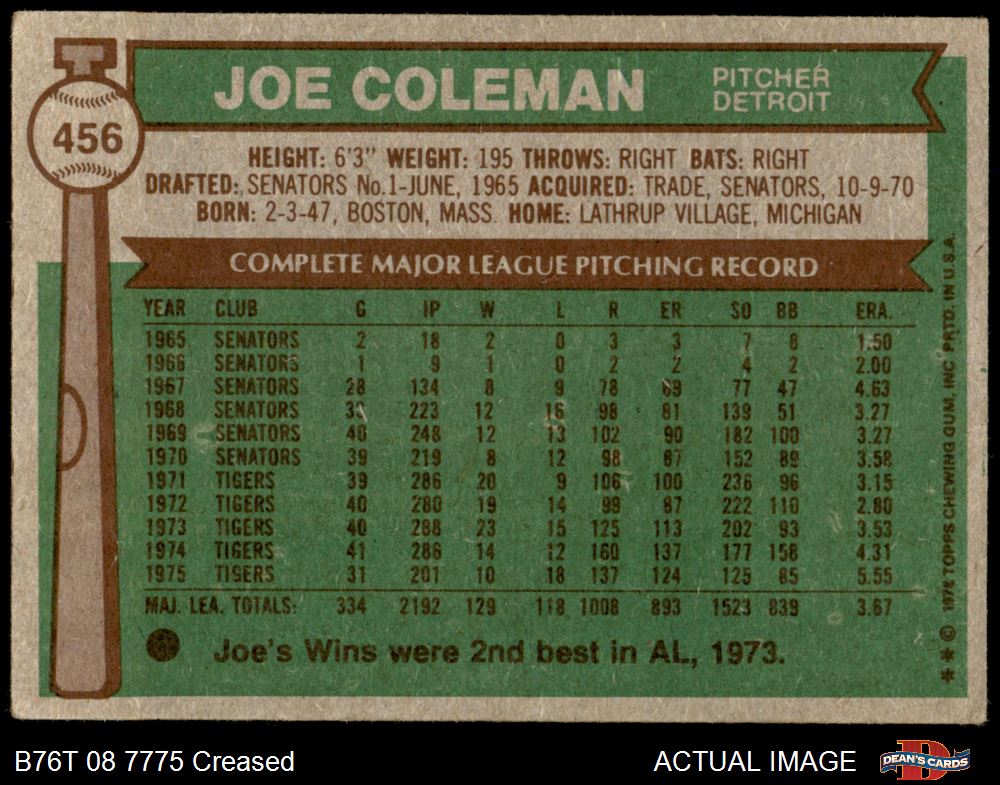 JOE COLEMAN
PITCHER
DETROIT
456
HEIGHT: 6'3" WEIGHT: 195 THROWS: RIGHT BATS: RIGHT
DRAFTED: SENATORS No.1-JUNE, 1965 ACQUIRED: TRADE, SENATORS, 10-9-70
BORN: 2-3-47, BOSTON, MASS. HOME: LATHRUP VILLAGE, MICHIGAN
COMPLETE MAJOR LEAGUE PITCHING RECORD
YEAR CLUB G IP W L R ER SO BB ERA.
1965 SENATORS 2 18 2 0 3 3 7 8 1.50
1966 SENATORS 1 9 1 0 2 2 4 2 2.00
1967 SENATORS 28 134 8 9 78 69 77 47 4.63
1968 SENATORS 33 223 12 16 98 81 139 51 3.27
1969 SENATORS 40 248 12 13 102 90 182 100 3.27
1970 SENATORS 39 219 8 12 98 87 152 89 3.58
1971 TIGERS 39 286 20 9 106 100 236 96 3.15
1972 TIGERS 40 280 19 14 99 87 222 110 2.80
1973 TIGERS 40 288 23 15 125 113 202 93 3.53
1974 TIGERS 41 286 14 12 160 137 177 158 4.31
1975 TIGERS 31 201 10 18 137 124 125 85 5.55
MAJ. LEA. TOTALS: 334 2192 129 118 1008 893 1523 839 3.67
Joe's Wins were 2nd best in AL, 1973.
**© 1976 TOPPS CHEWING GUM, INC PRTD. IN U.S.A.
B76T 08 7775 Creased
ACTUAL IMAGE
D
DEAN'S CARDS